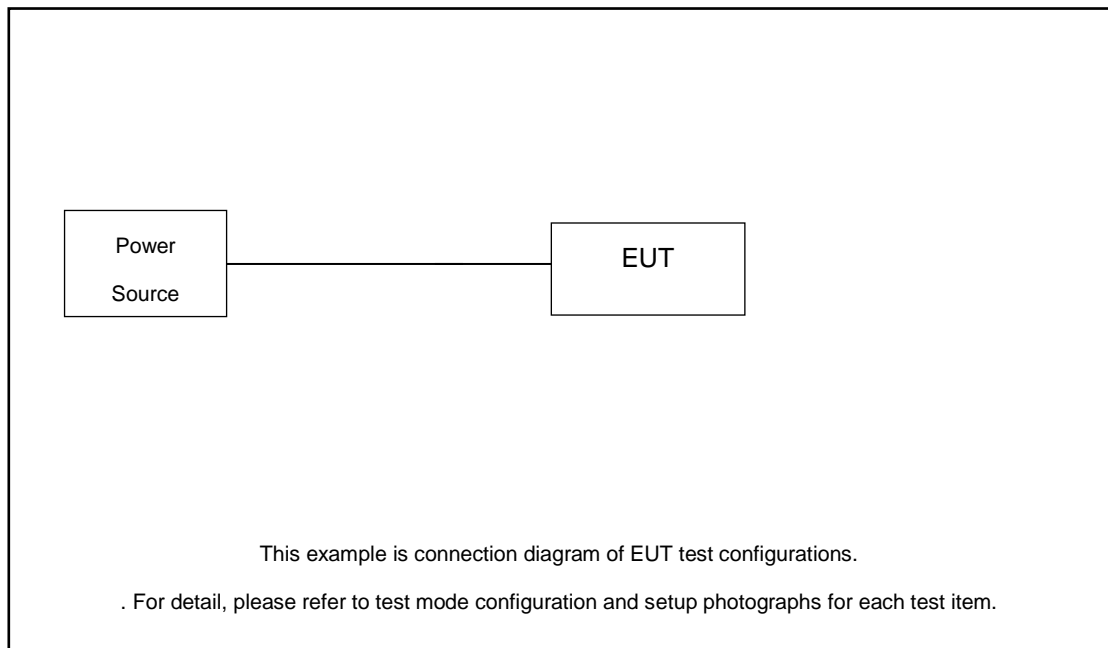 Power
Source
EUT
This example is connection diagram of EUT test configurations.
. For detail, please refer to test mode configuration and setup photographs for each test item.